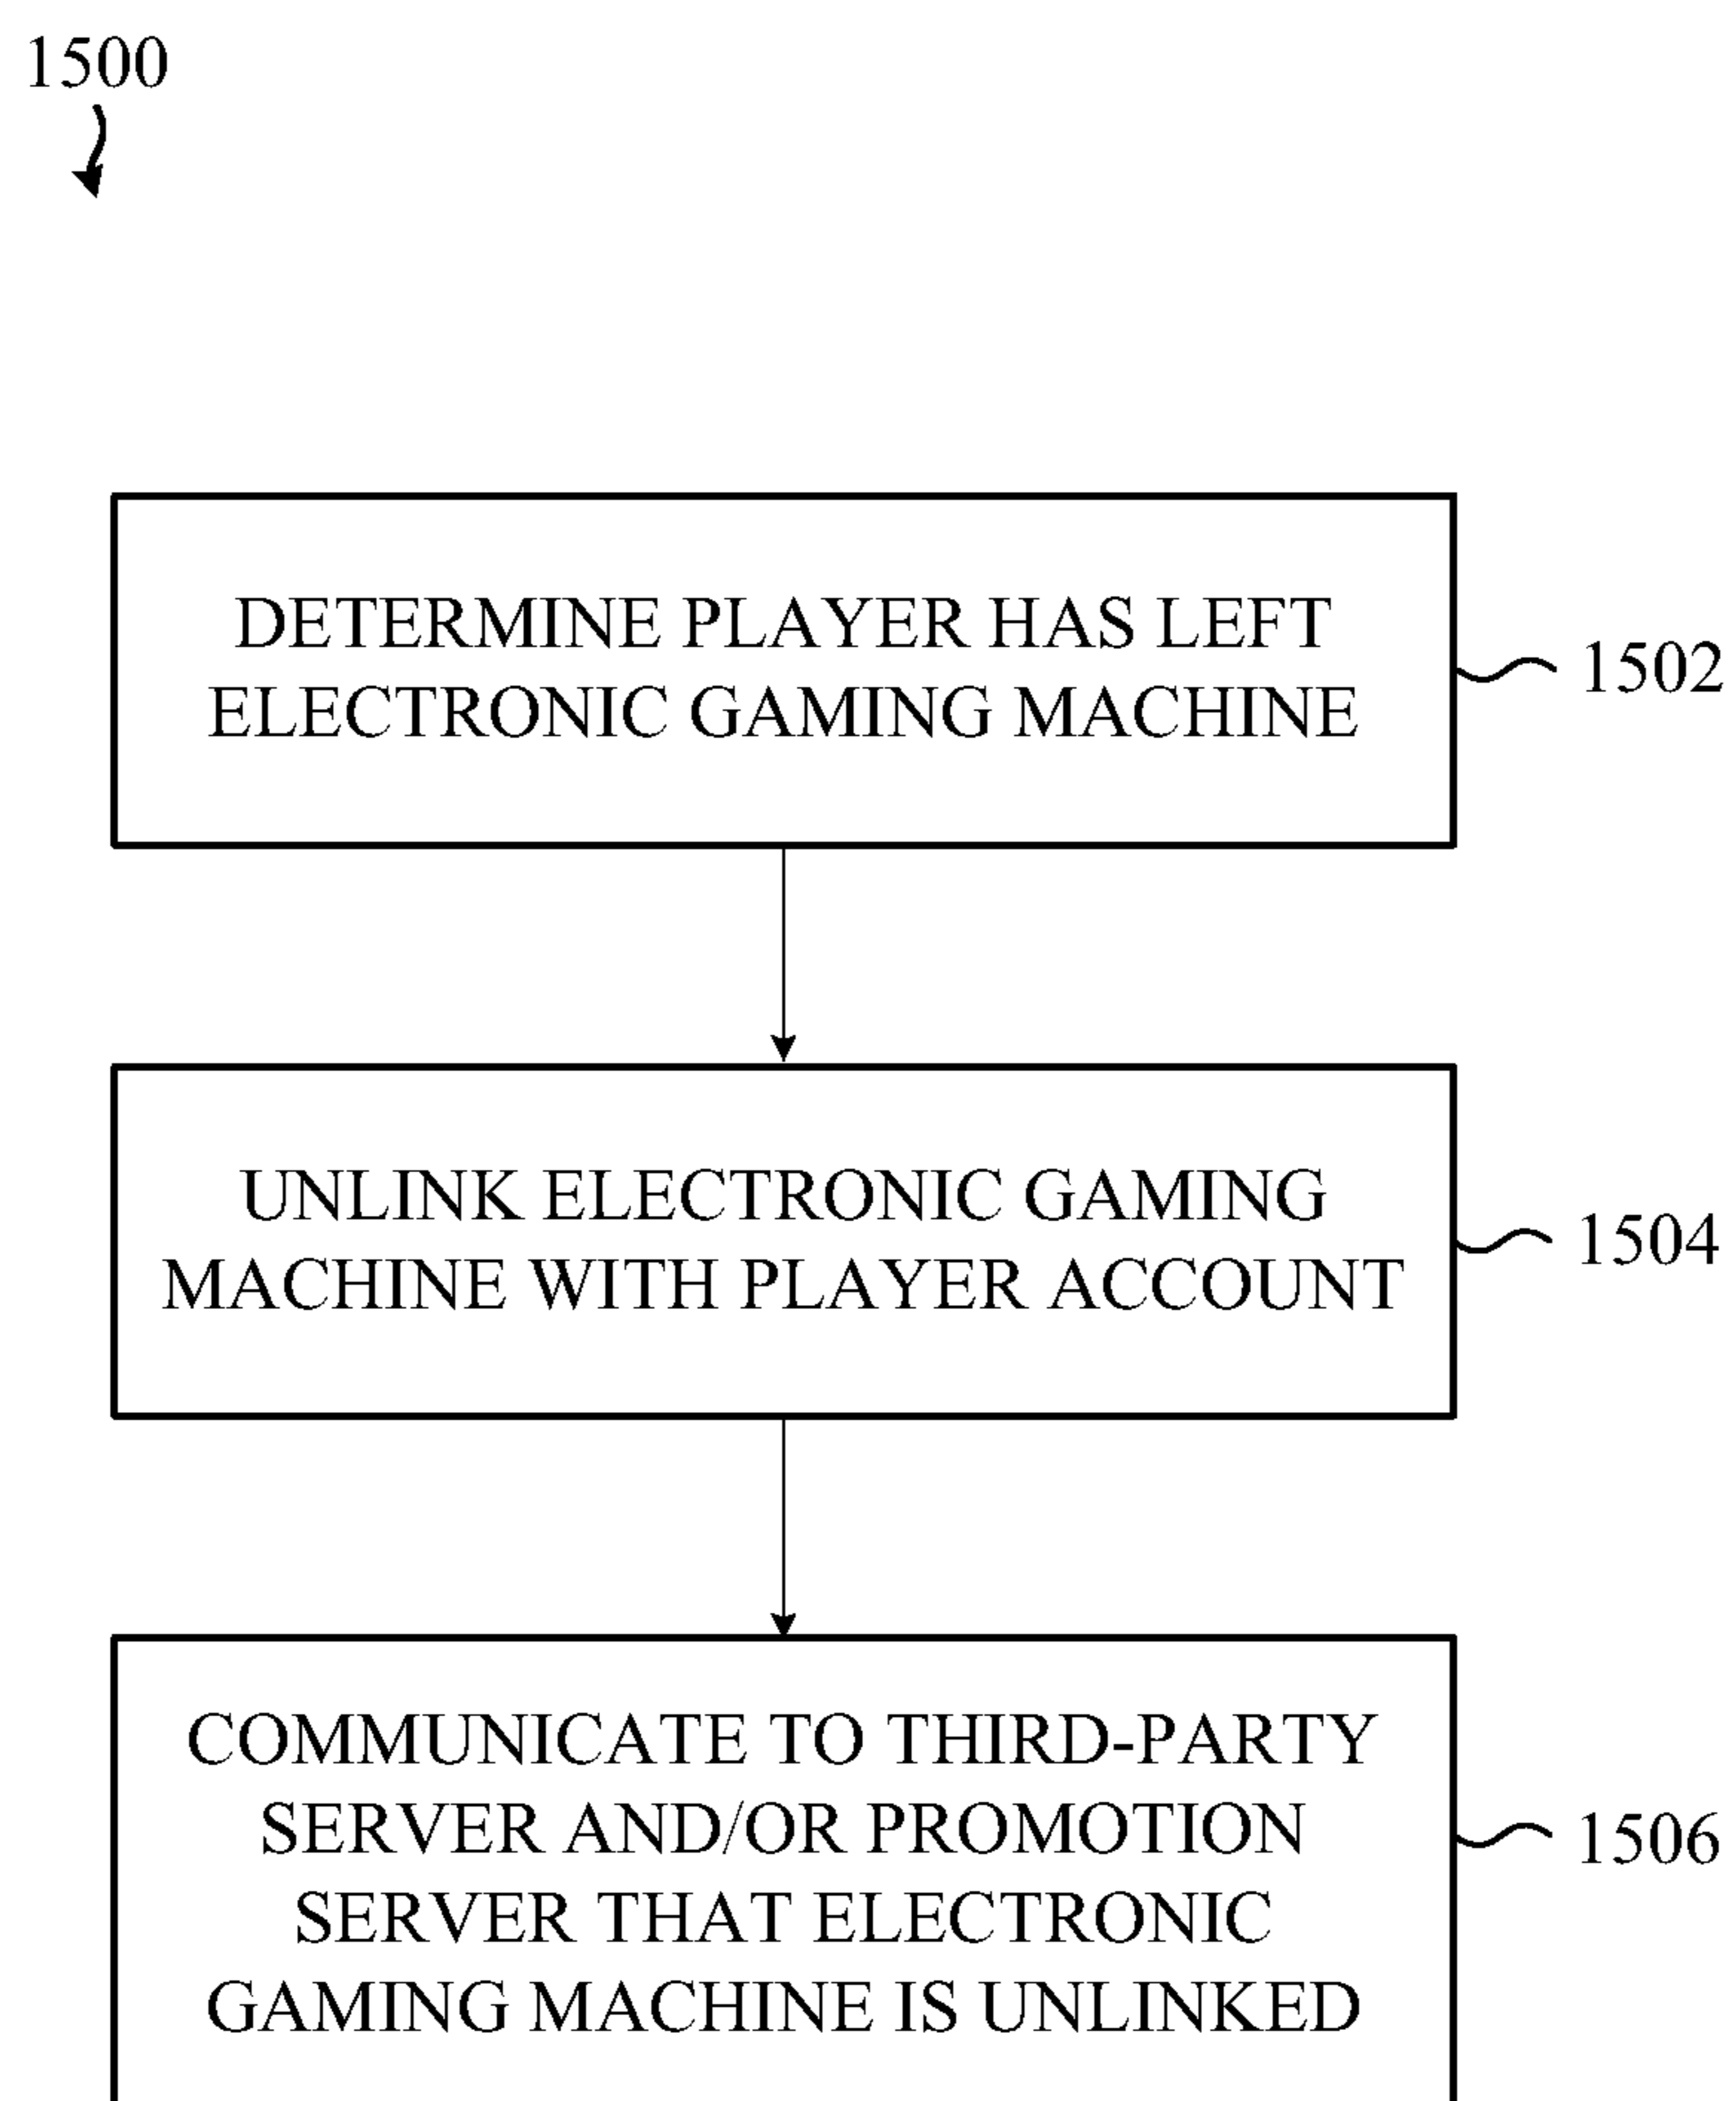 1500
DETERMINE PLAYER HAS LEFT
ELECTRONIC GAMING MACHINE
1502
UNLINK ELECTRONIC GAMING
MACHINE WITH PLAYER ACCOUNT
1504
COMMUNICATE TO THIRD-PARTY
SERVER AND/OR PROMOTION
SERVER THAT ELECTRONIC
GAMING MACHINE IS UNLINKED
1506